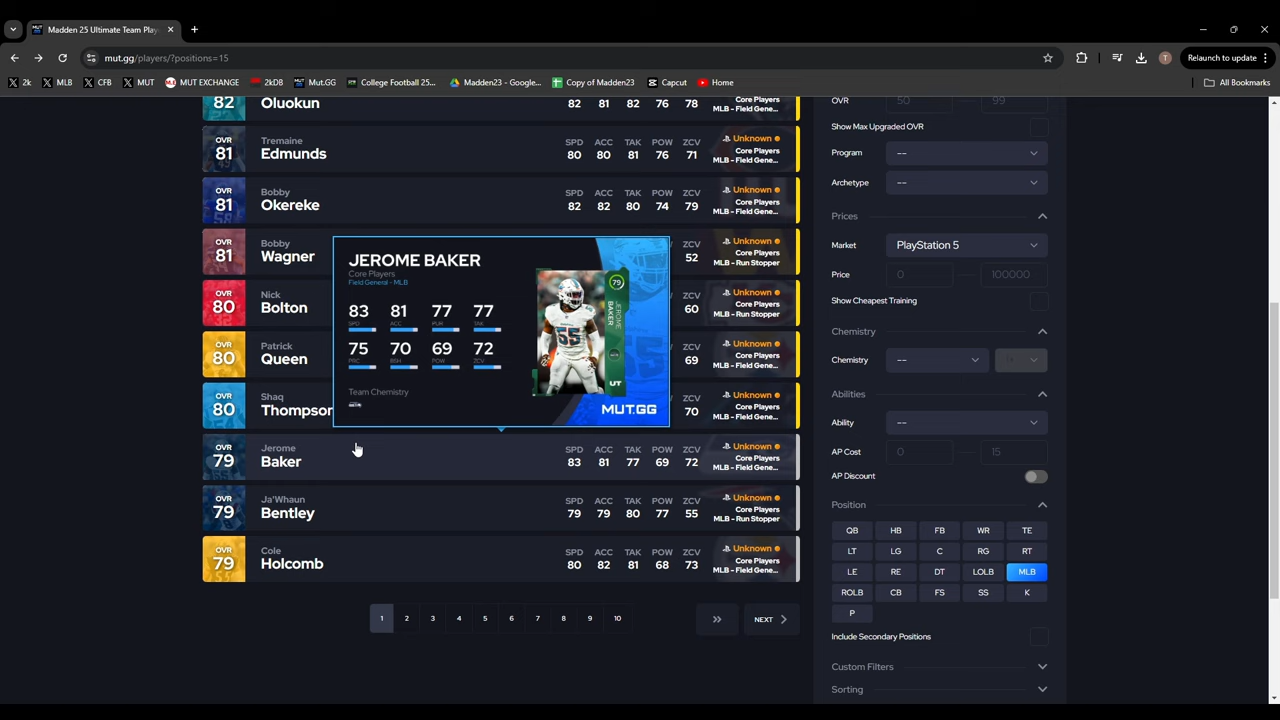 Madden 25 Ultimate Team Play
mut.gg/players/?positions=15
Relaunch to update
2k MLB CFB MUT MUT EXCHANGE 2kDB Mut.GG College Football 25... Madden23 - Google... Copy of Madden23 Capcut Home
All Bookmarks
82 Oluokun 82 81 82 76 78 Core Players
MLB - Field Gene...
OVR 81 Tremaine Edmunds
SPD ACC TAK POW ZCV
80 80 81 76 71
Unknown
Core Players
MLB - Field Gene...
OVR 81 Bobby Okereke
SPD ACC TAK POW ZCV
82 82 80 74 79
Unknown
Core Players
MLB - Field Gene...
OVR 81 Bobby Wagner
ZCV
52
Unknown
Core Players
MLB - Run Stopper
OVR 80 Nick Bolton
ZCV
60
Unknown
Core Players
MLB - Run Stopper
OVR 80 Patrick Queen
ZCV
69
Unknown
Core Players
MLB - Field Gene...
OVR 80 Shaq Thompson
ZCV
70
Unknown
Core Players
MLB - Field Gene...
JEROME BAKER
Core Players
Field General - MLB
83 81 77 77
SPD ACC PUR TAK
75 70 69 72
PRC BSH POW ZCV
Team Chemistry
79
JEROME BAKER
UT
MUT.GG
OVR 79 Jerome Baker
SPD ACC TAK POW ZCV
83 81 77 69 72
Unknown
Core Players
MLB - Field Gene...
OVR 79 Ja'Whaun Bentley
SPD ACC TAK POW ZCV
79 79 80 77 55
Unknown
Core Players
MLB - Run Stopper
OVR 79 Cole Holcomb
SPD ACC TAK POW ZCV
80 82 81 68 73
Unknown
Core Players
MLB - Field Gene...
1 2 3 4 5 6 7 8 9 10 >> NEXT >
OVR 50 99
Show Max Upgraded OVR
Program --
Archetype --
Prices
Market PlayStation 5
Price 0 100000
Show Cheapest Training
Chemistry
Chemistry --
Abilities
Ability --
AP Cost 0 15
AP Discount
Position
QB HB FB WR TE
LT LG C RG RT
LE RE DT LOLB MLB
ROLB CB FS SS K
P
Include Secondary Positions
Custom Filters
Sorting